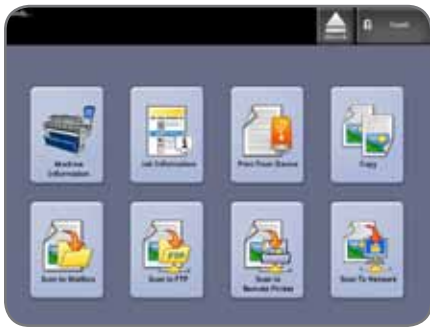 Machine
Information
Job Information
Print From Device
Copy
Scan to Mailbox
Scan to FTP
Scan to
Remote Printer
Scan To Network